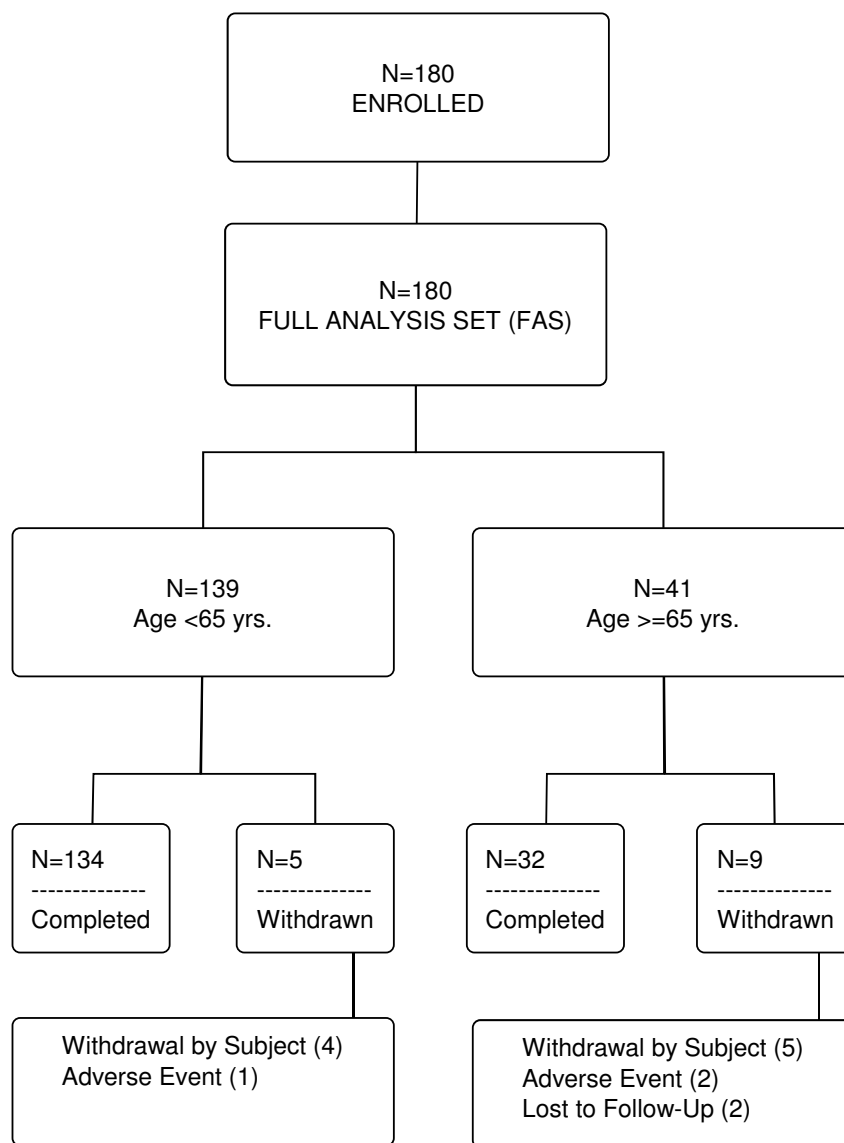 N=180
ENROLLED
N=180
FULL ANALYSIS SET (FAS)
N=139
Age <65 yrs.
N=41
Age >=65 yrs.
N=134
--------------
Completed
N=5
--------------
Withdrawn
N=32
--------------
Completed
N=9
--------------
Withdrawn
Withdrawal by Subject (4)
Adverse Event (1)
Withdrawal by Subject (5)
Adverse Event (2)
Lost to Follow-Up (2)